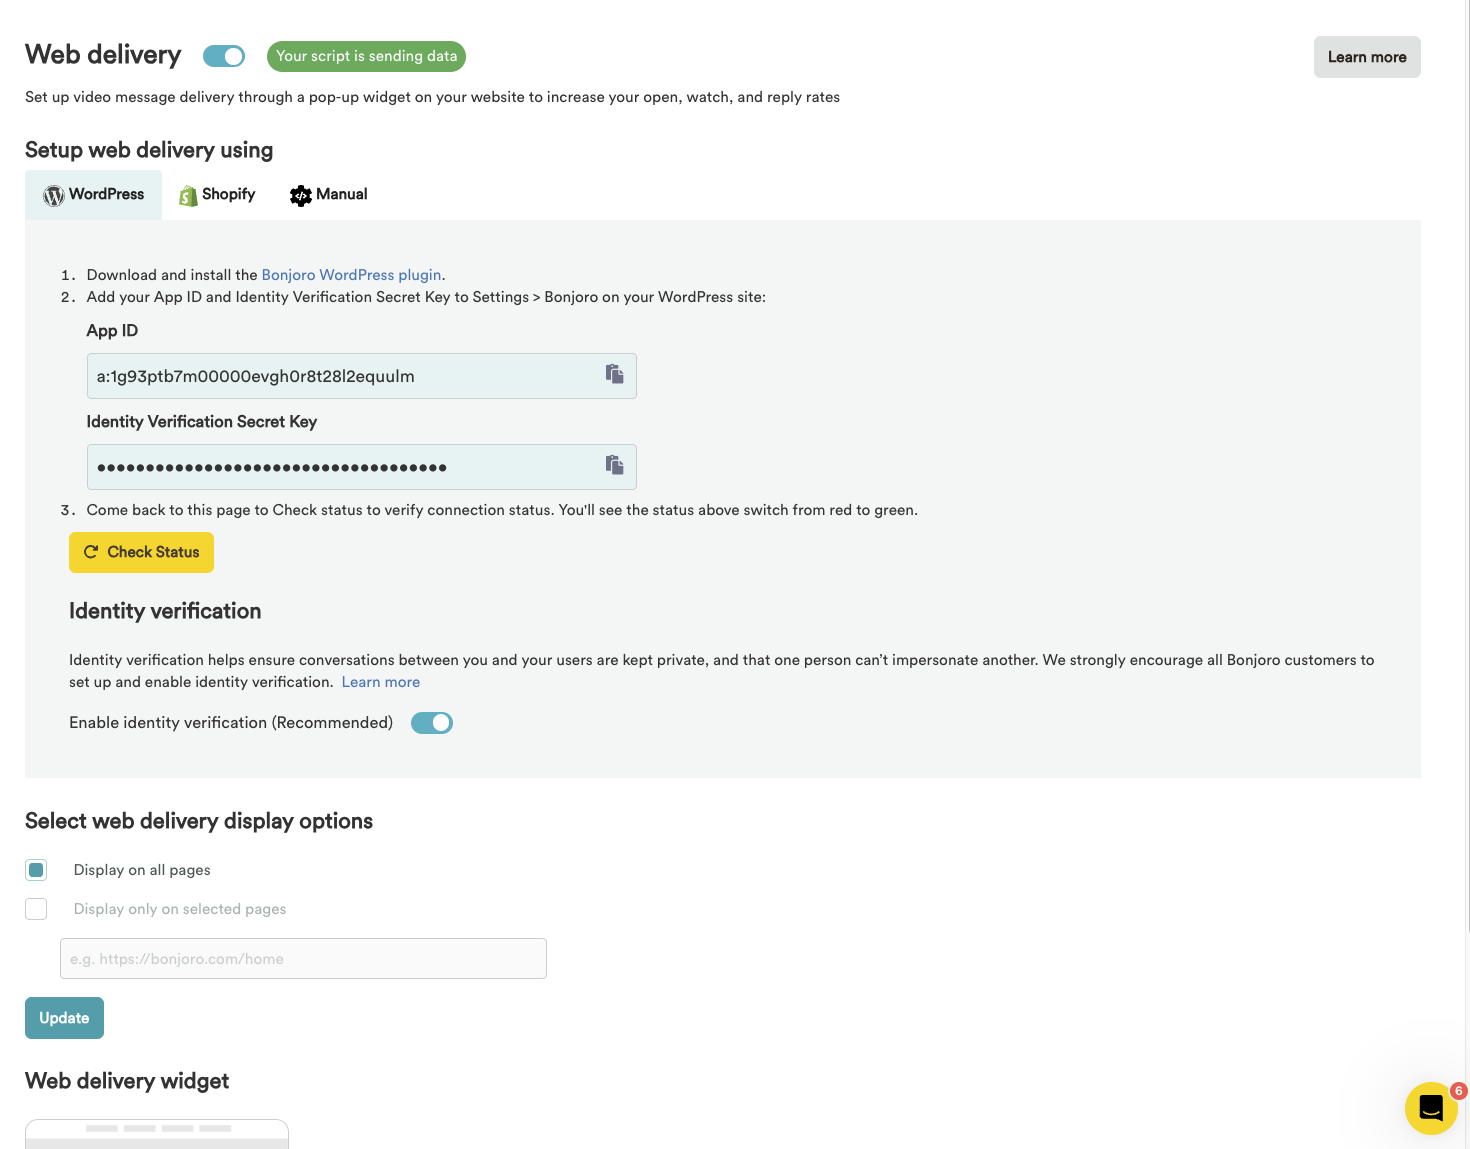 Web delivery
Your script is sending data
Learn more
Set up video message delivery through a pop-up widget on your website to increase your open, watch, and reply rates
Setup web delivery using
WordPress
Shopify
Manual
1. Download and install the Bonjoro WordPress plugin.
2. Add your App ID and Identity Verification Secret Key to Settings > Bonjoro on your WordPress site:
App ID
a:1g93ptb7m00000evgh0r8t28l2equulm
Identity Verification Secret Key
••••••••••••••••••••••••••••••••••••
3. Come back to this page to Check status to verify connection status. You'll see the status above switch from red to green.
Check Status
Identity verification
Identity verification helps ensure conversations between you and your users are kept private, and that one person can’t impersonate another. We strongly encourage all Bonjoro customers to
set up and enable identity verification. Learn more
Enable identity verification (Recommended)
Select web delivery display options
Display on all pages
Display only on selected pages
e.g. https://bonjoro.com/home
Update
Web delivery widget
6